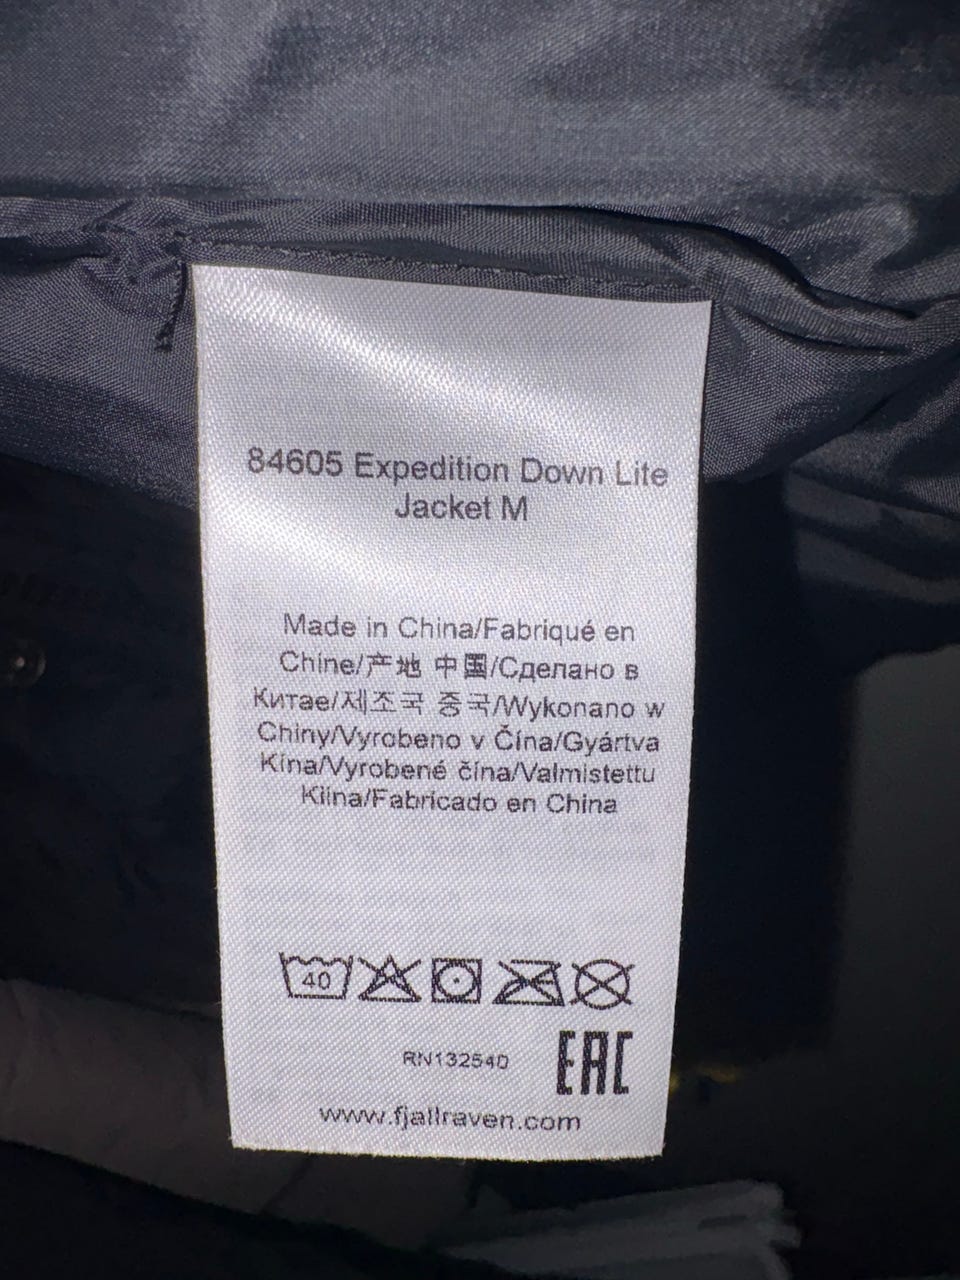 84605 Expedition Down Lite
Jacket M
Made in China/Fabriqué en
Chine/产地 中国/Сделано в
Китае/제조국 중국/Wykonano w
Chiny/Vyrobeno v Čína/Gyártva
Kína/Vyrobené čína/Valmistettu
Kiina/Fabricado en China
40
RN132540
EAC
www.fjallraven.com